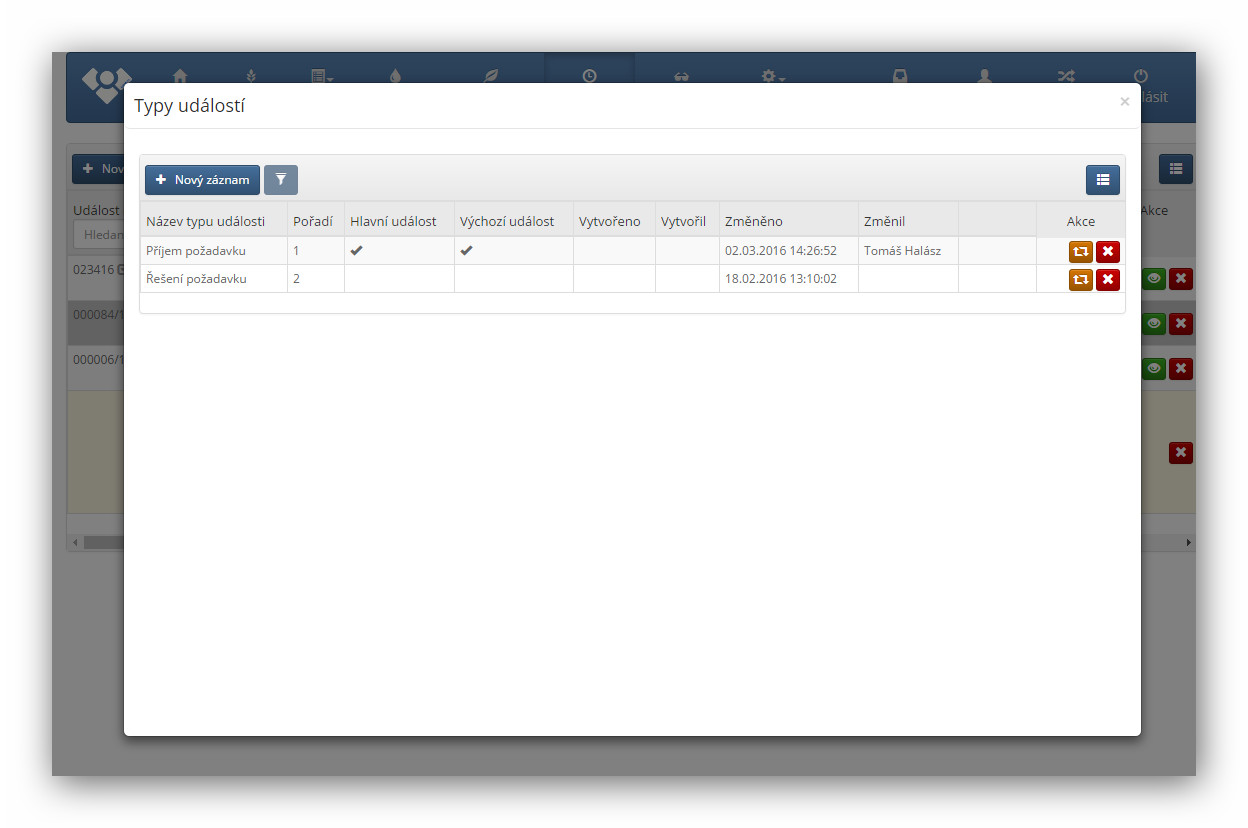 lásit
Typy událostí
×
Nov
Nový záznam
Událost
Akce
Hledan
Název typu události Pořadí Hlavní událost Výchozí událost Vytvořeno Vytvořil Změněno Změnil Akce
Příjem požadavku 1 ✔ ✔ 02.03.2016 14:26:52 Tomáš Halász
Řešení požadavku 2 18.02.2016 13:10:02
023416
000084/1
000006/1